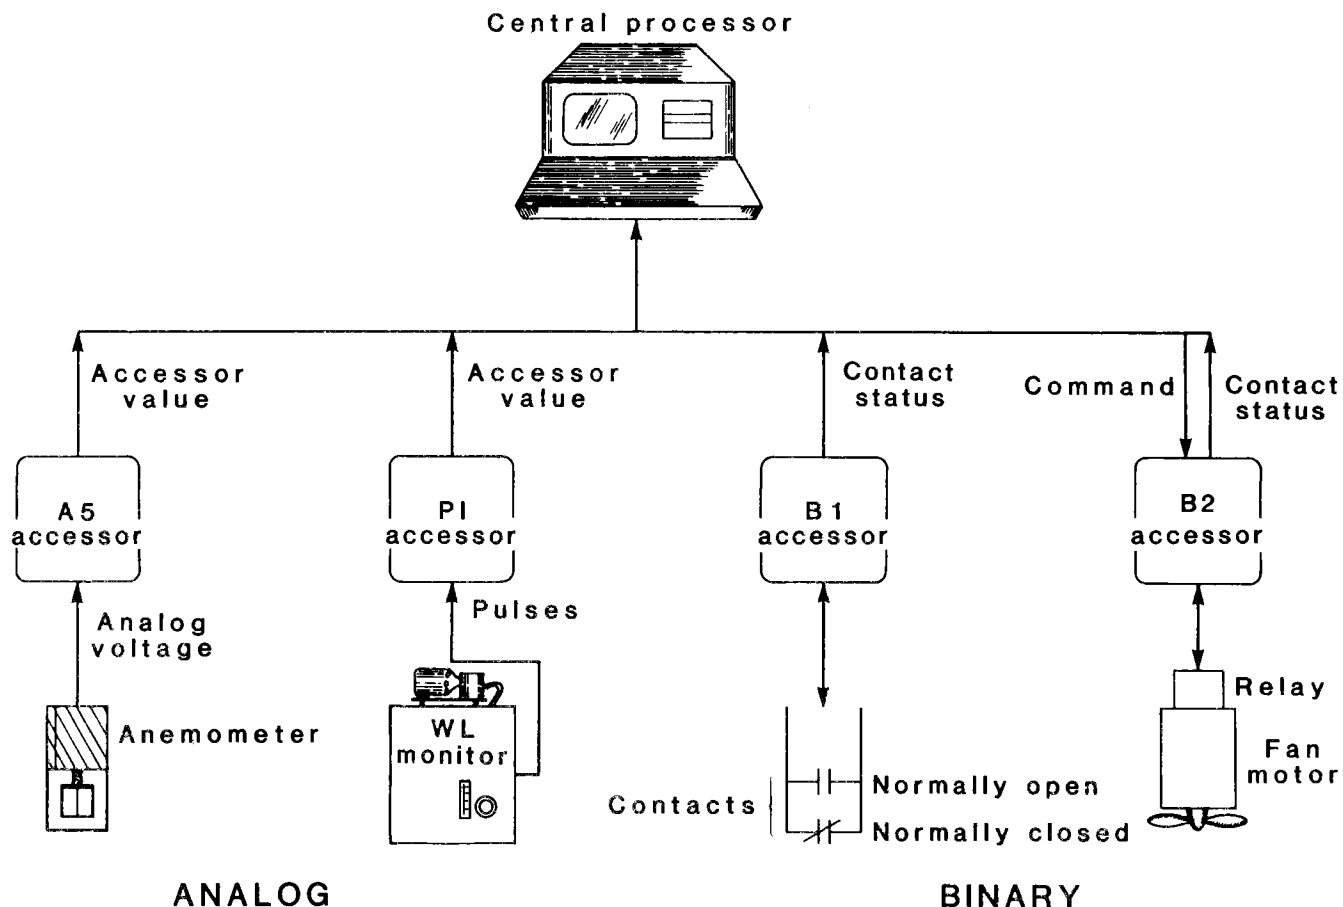 Central processor
Accessor
value
Accessor
value
Contact
status
Command
Contact
status
A5
accessor
PI
accessor
B1
accessor
B2
accessor
Analog
voltage
Pulses
Anemometer
WL
monitor
Contacts
Normally open
Normally closed
Relay
Fan
motor
ANALOG
BINARY